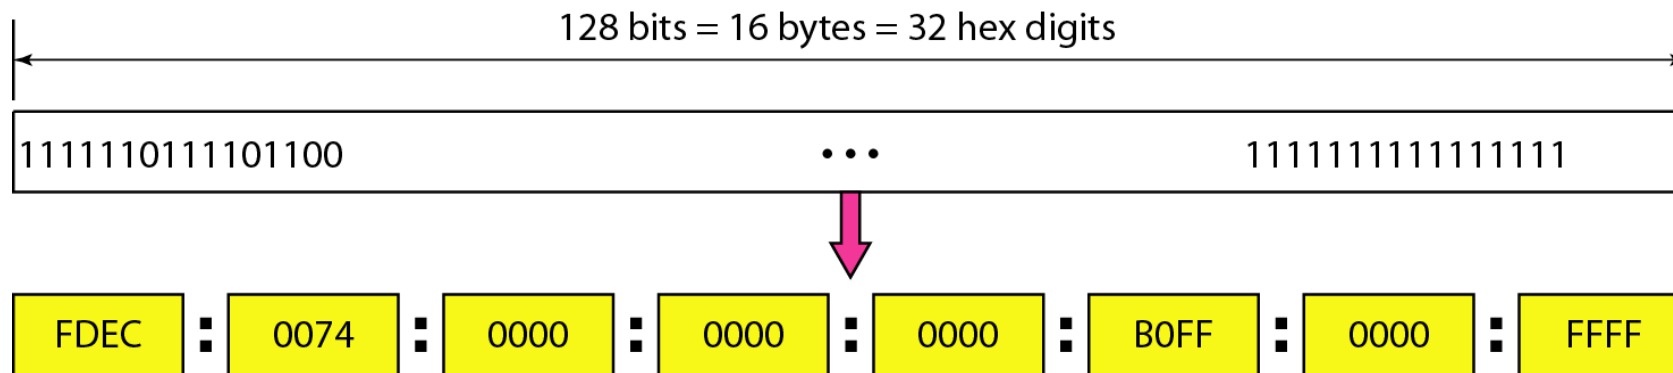 128 bits = 16 bytes = 32 hex digits
1111110111101100 ••• 1111111111111111
FDEC : 0074 : 0000 : 0000 : 0000 : B0FF : 0000 : FFFF